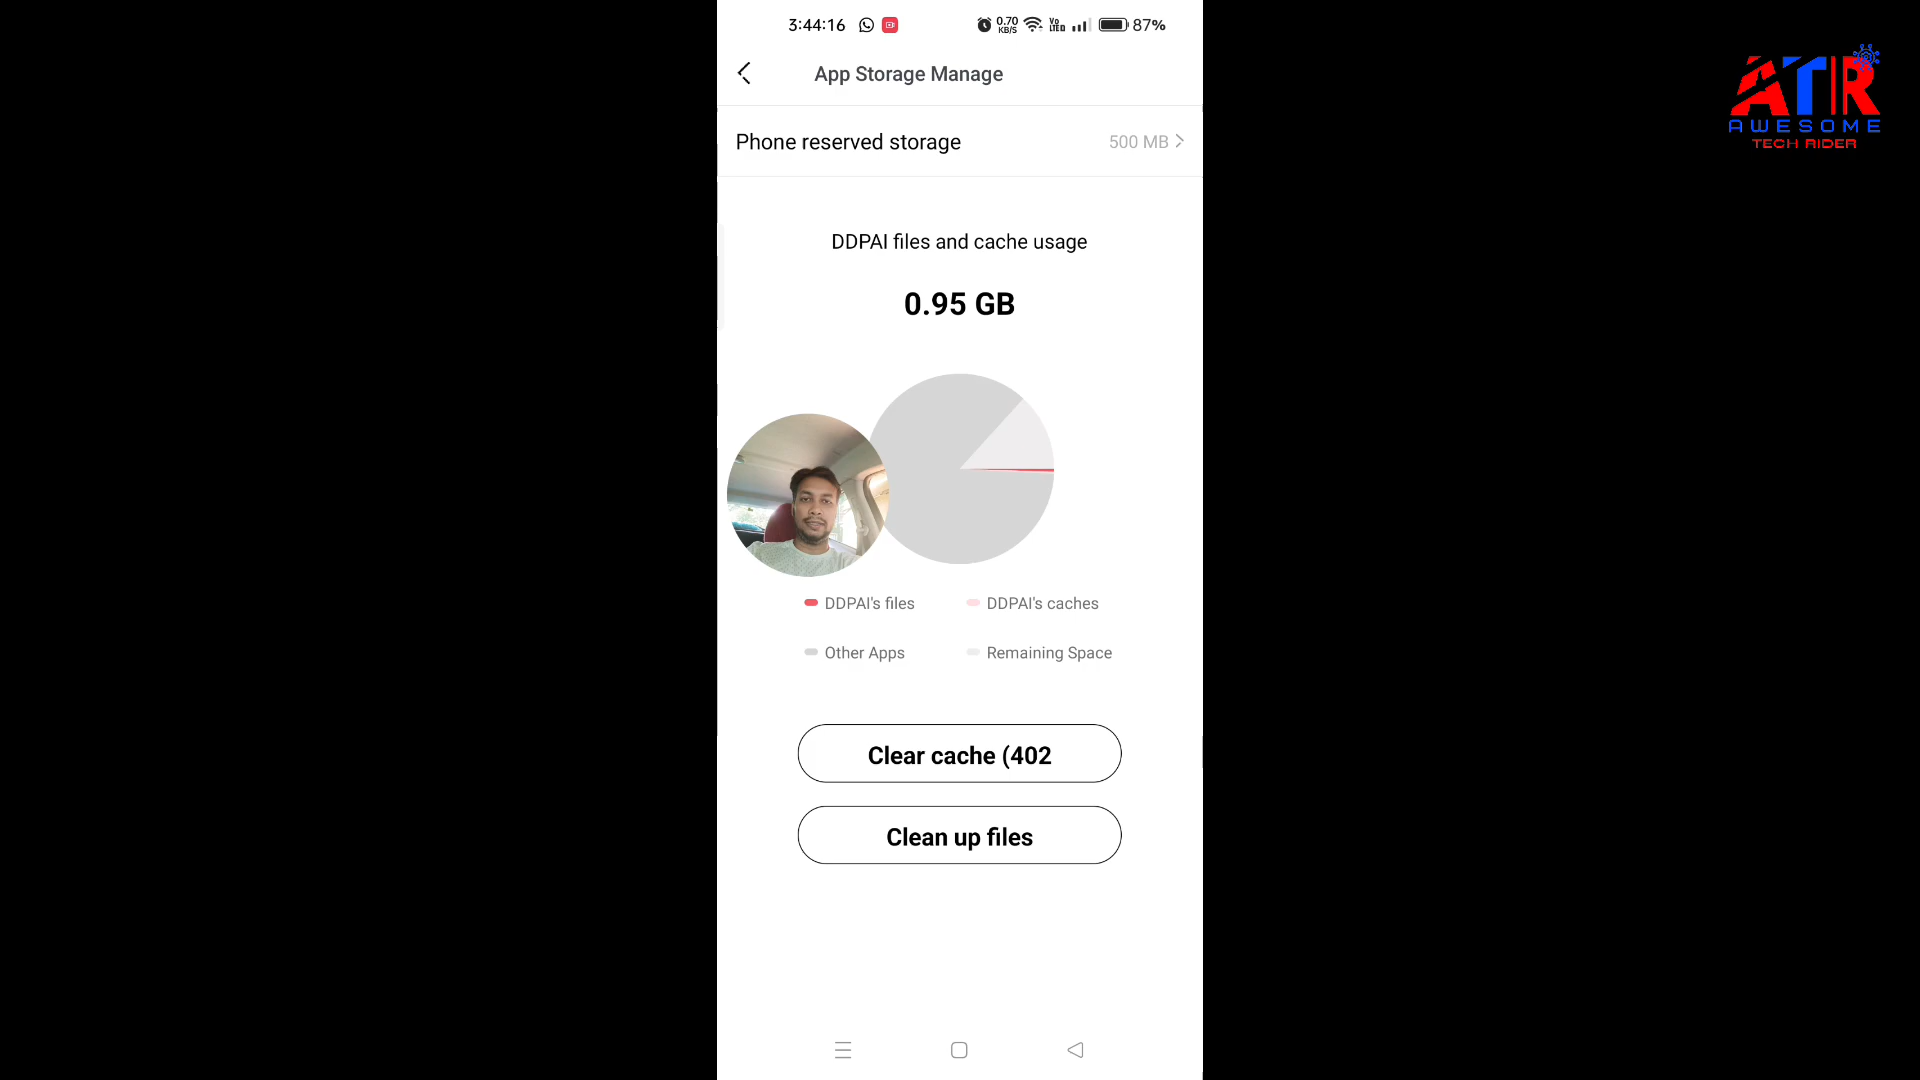 3:44:16
0.70
KB/S
Vo
LTE
87%
App Storage Manage
ATR
AWESOME
TECH RIDER
Phone reserved storage
500 MB
DDPAI files and cache usage
0.95 GB
DDPAI's files
DDPAI's caches
Other Apps
Remaining Space
Clear cache (402
Clean up files